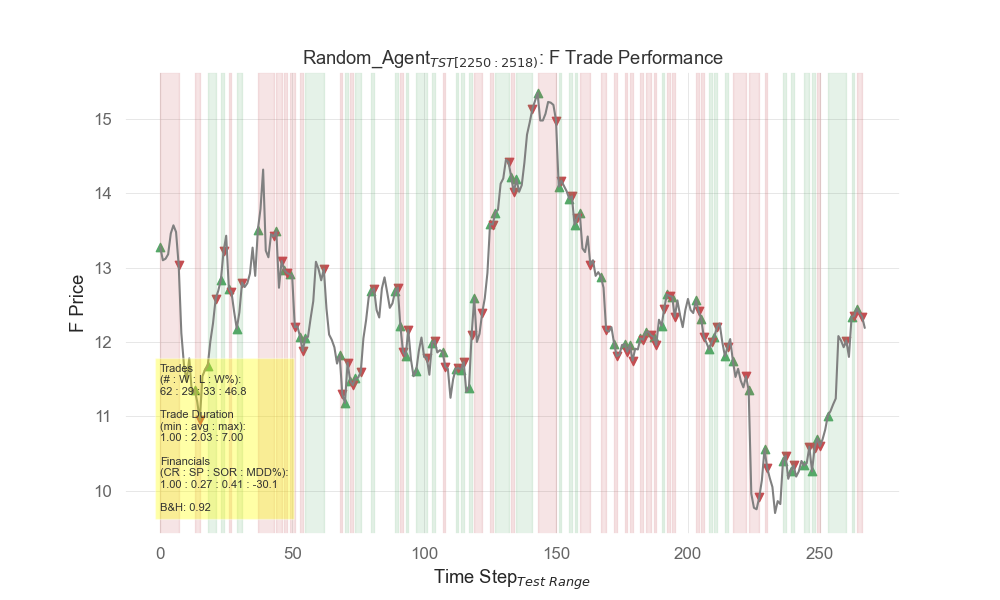 Random_Agent TST[2250 : 2518) : F Trade Performance
F Price
15
14
13
12
11
10
Trades
(# : W : L : W%):
62 : 29 : 33 : 46.8
Trade Duration
(min : avg : max):
1.00 : 2.03 : 7.00
Financials
(CR : SP : SOR : MDD%):
1.00 : 0.27 : 0.41 : -30.1
B&H: 0.92
0 50 100 150 200 250
Time Step Test Range